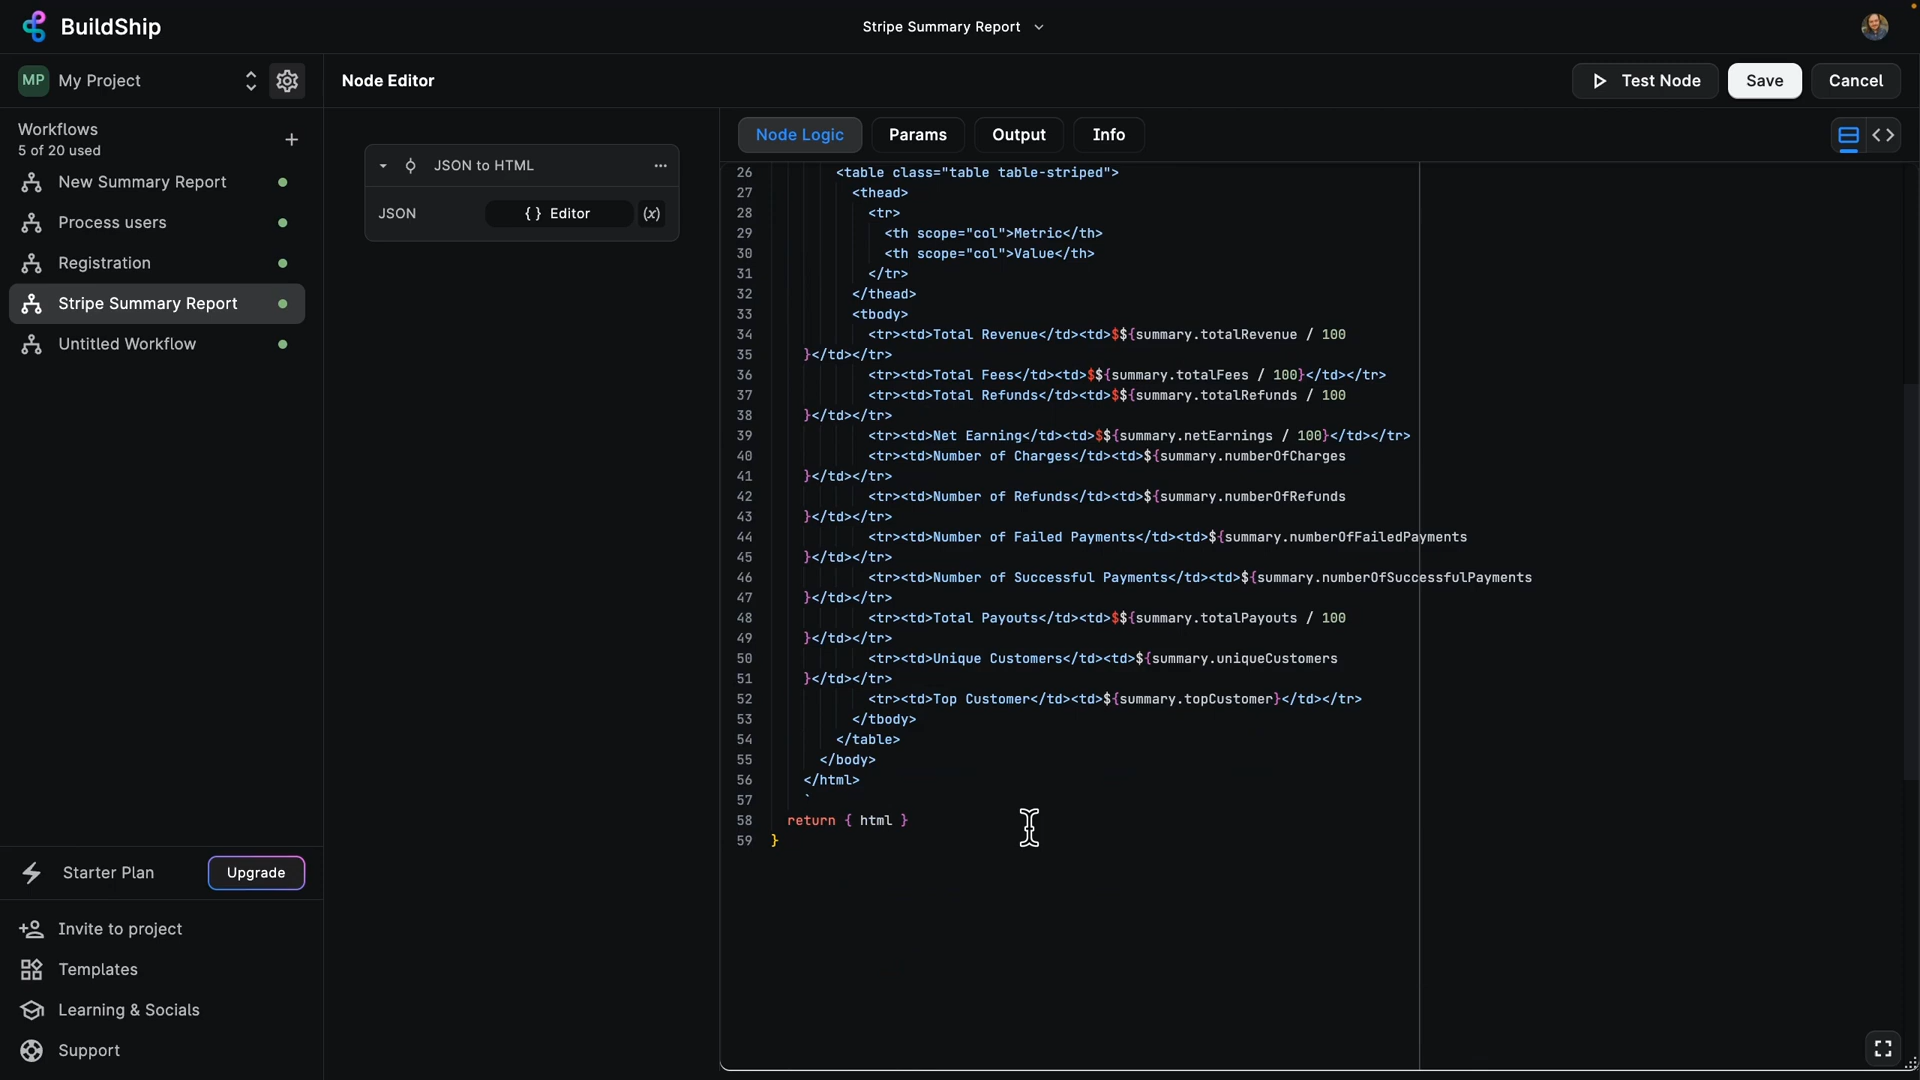 BuildShip
Stripe Summary Report
MP My Project
Node Editor
Test Node
Save
Cancel
Workflows
5 of 20 used
New Summary Report
Process users
Registration
Stripe Summary Report
Untitled Workflow
Starter Plan
Upgrade
Invite to project
Templates
Learning & Socials
Support
JSON to HTML
JSON
{ } Editor
(x)
Node Logic
Params
Output
Info
26 <table class="table table-striped">
27 <thead>
28 <tr>
29 <th scope="col">Metric</th>
30 <th scope="col">Value</th>
31 </tr>
32 </thead>
33 <tbody>
34 <tr><td>Total Revenue</td><td>$${summary.totalRevenue / 100
35 }</td></tr>
36 <tr><td>Total Fees</td><td>$${summary.totalFees / 100}</td></tr>
37 <tr><td>Total Refunds</td><td>$${summary.totalRefunds / 100
38 }</td></tr>
39 <tr><td>Net Earning</td><td>$${summary.netEarnings / 100}</td></tr>
40 <tr><td>Number of Charges</td><td>${summary.numberOfCharges
41 }</td></tr>
42 <tr><td>Number of Refunds</td><td>${summary.numberOfRefunds
43 }</td></tr>
44 <tr><td>Number of Failed Payments</td><td>${summary.numberOfFailedPayments
45 }</td></tr>
46 <tr><td>Number of Successful Payments</td><td>${summary.numberOfSuccessfulPayments
47 }</td></tr>
48 <tr><td>Total Payouts</td><td>$${summary.totalPayouts / 100
49 }</td></tr>
50 <tr><td>Unique Customers</td><td>${summary.uniqueCustomers
51 }</td></tr>
52 <tr><td>Top Customer</td><td>${summary.topCustomer}</td></tr>
53 </tbody>
54 </table>
55 </body>
56 </html>
57 `
58 return { html }
59 }